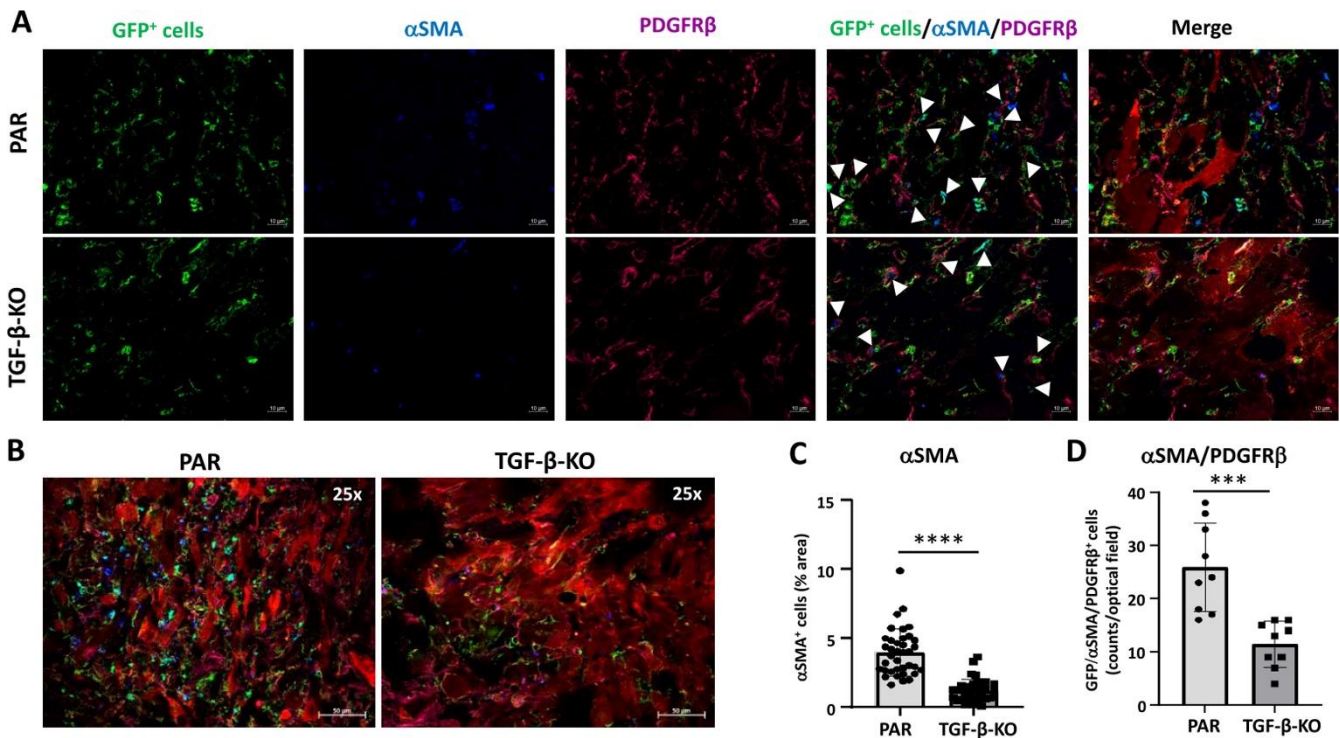 A
GFP⁺ cells
αSMA
PDGFRβ
GFP⁺ cells/αSMA/PDGFRβ
Merge
PAR
10 µm
10 µm
10 µm
10 µm
10 µm
TGF-β-KO
10 µm
10 µm
10 µm
10 µm
10 µm
B
PAR
TGF-β-KO
25x
50 µm
25x
50 µm
C
αSMA
αSMA⁺ cells (% area)
15
10
5
0
****
PAR
TGF-β-KO
D
αSMA/PDGFRβ
GFP/αSMA/PDGFRβ⁺ cells
(counts/optical field)
40
30
20
10
0
***
PAR
TGF-β-KO